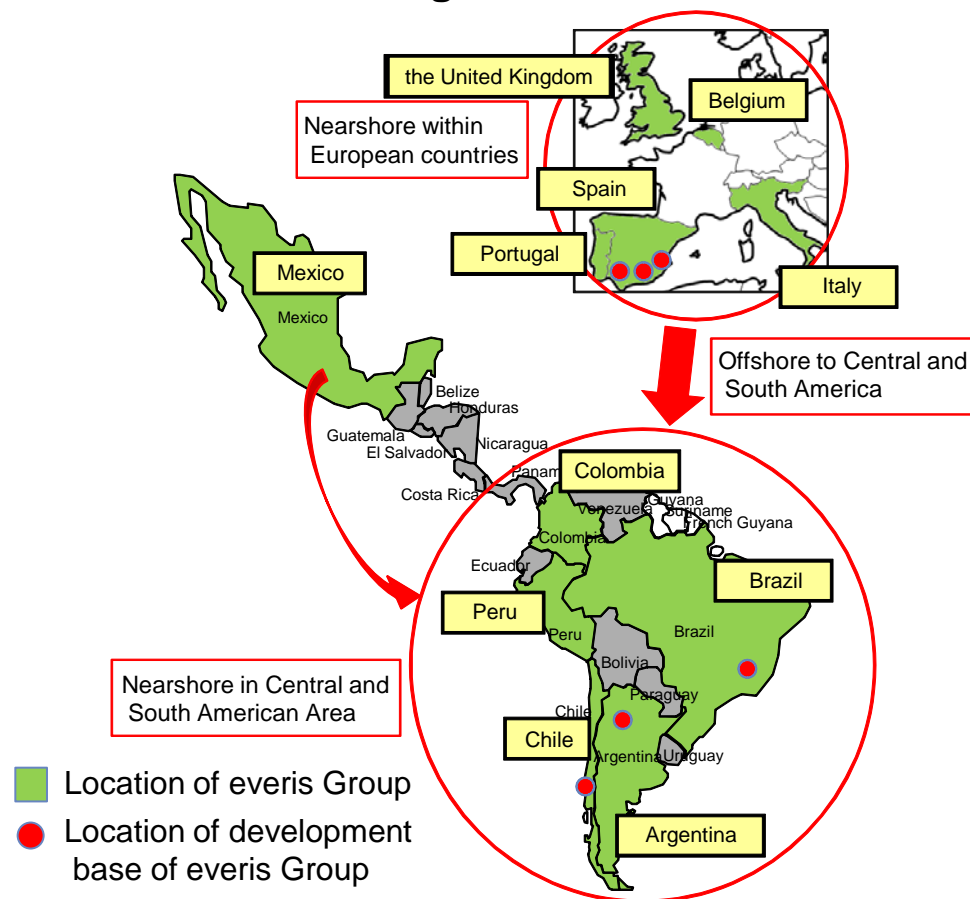 the United Kingdom
Belgium
Nearshore within
European countries
Spain
Portugal
Italy
Mexico
Mexico
Offshore to Central and
South America
Belize
Honduras
Guatemala
El Salvador
Nicaragua
Costa Rica
Panam
Colombia
Venezuela
Guyana
Suriname
French Guyana
Colombia
Ecuador
Brazil
Peru
Peru
Brazil
Bolivia
Nearshore in Central and
South American Area
Paraguay
Chile
Chile
Argentina
Uruguay
Location of everis Group
Location of development
base of everis Group
Argentina